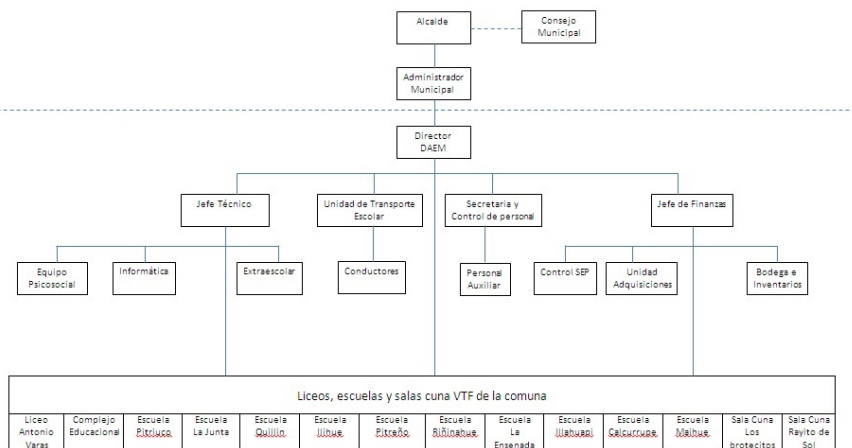 Alcalde
Consejo
Municipal
Administrador
Municipal
Director
DAEM
Jefe Técnico
Unidad de Transporte
Escolar
Secretaria y
Control de personal
Jefe de Finanzas
Equipo
Psicosocial
Informática
Extraescolar
Conductores
Personal
Auxiliar
Control SEP
Unidad
Adquisiciones
Bodega e
Inventarios
Liceos, escuelas y salas cuna VTF de la comuna
Liceo
Antonio
Varas
Complejo
Educacional
Escuela
Pitriuco
Escuela
La Junta
Escuela
Quillin
Escuela
Ilihue
Escuela
Pitreño
Escuela
Riñinahue
Escuela
La
Ensenada
Escuela
Illahuapi
Escuela
Calcurrupe
Escuela
Maihue
Sala Cuna
Los
brotecitos
Sala Cuna
Rayito de
Sol